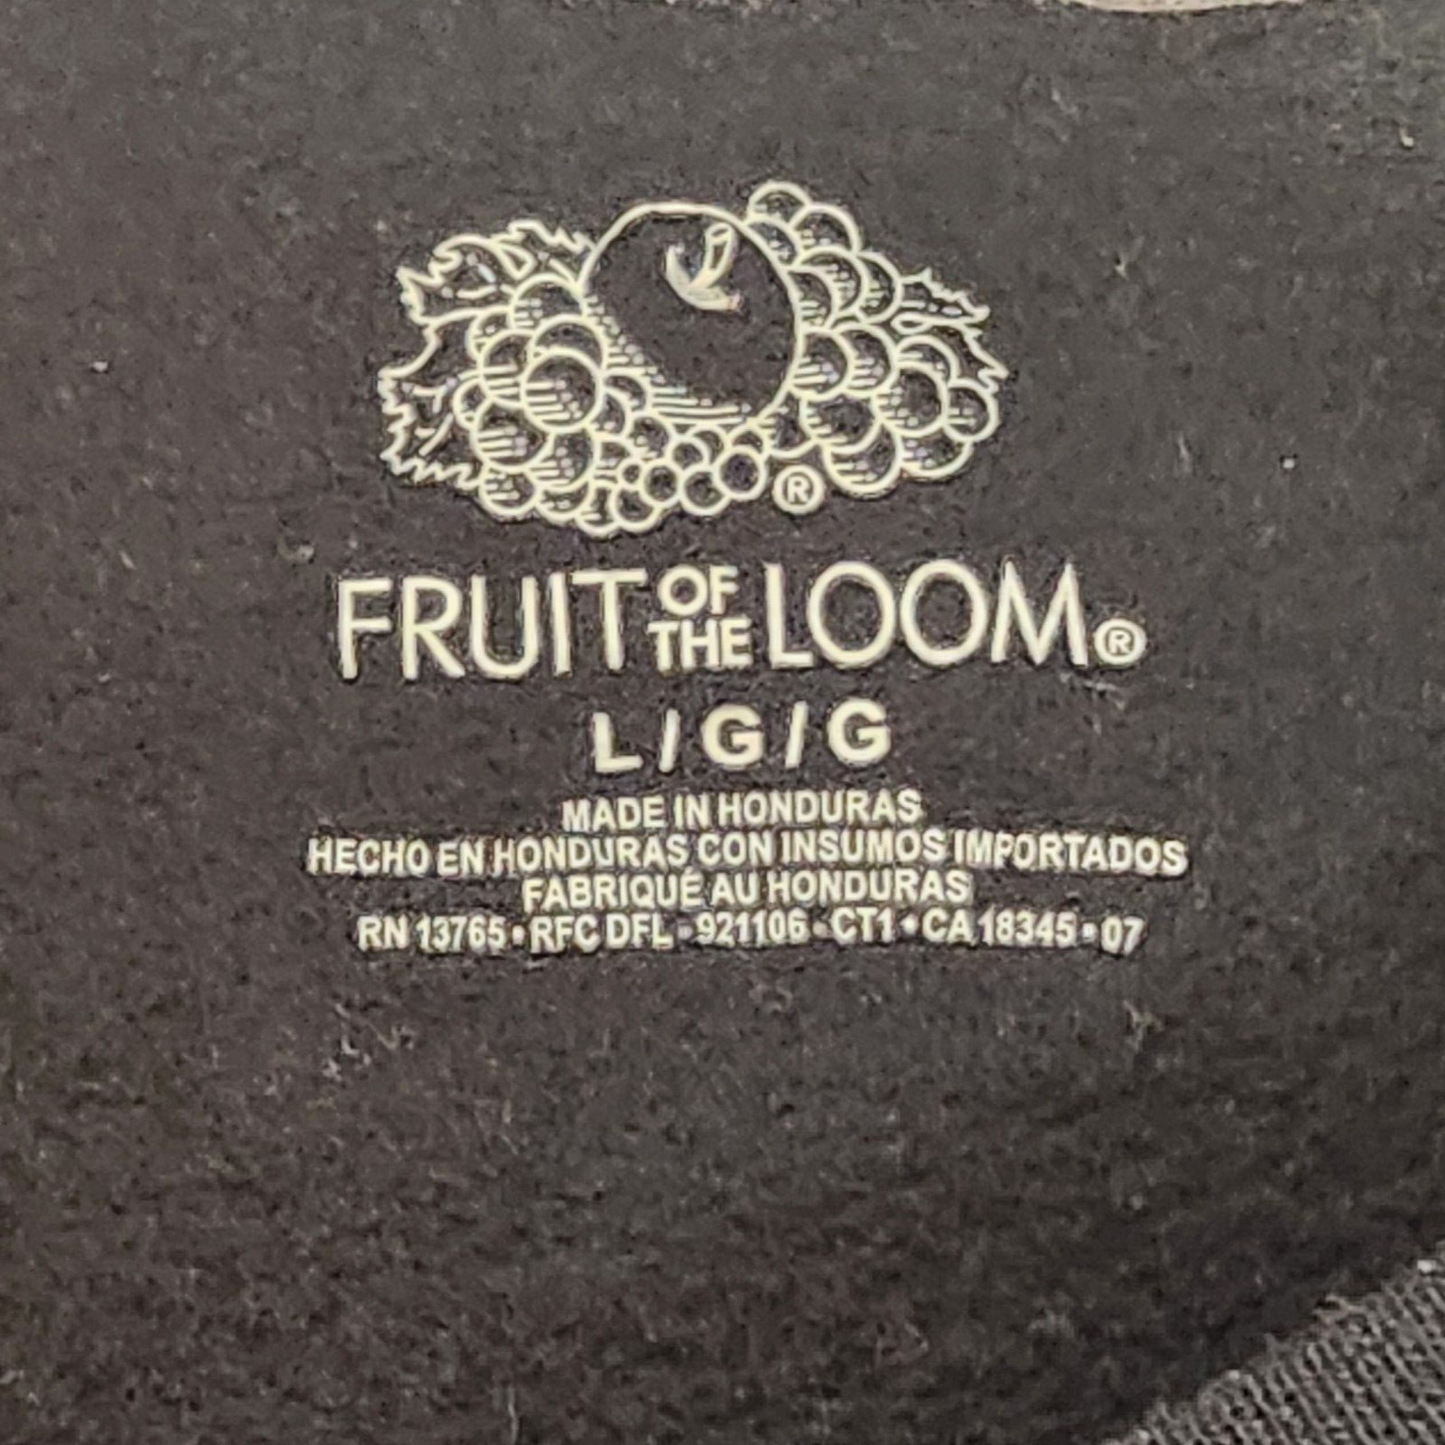 ®
FRUIT OF THE LOOM®
L / G / G
MADE IN HONDURAS
HECHO EN HONDURAS CON INSUMOS IMPORTADOS
FABRIQUÉ AU HONDURAS
RN 13765 • RFC DFL - 921106 • CT1 • CA 18345 • 07